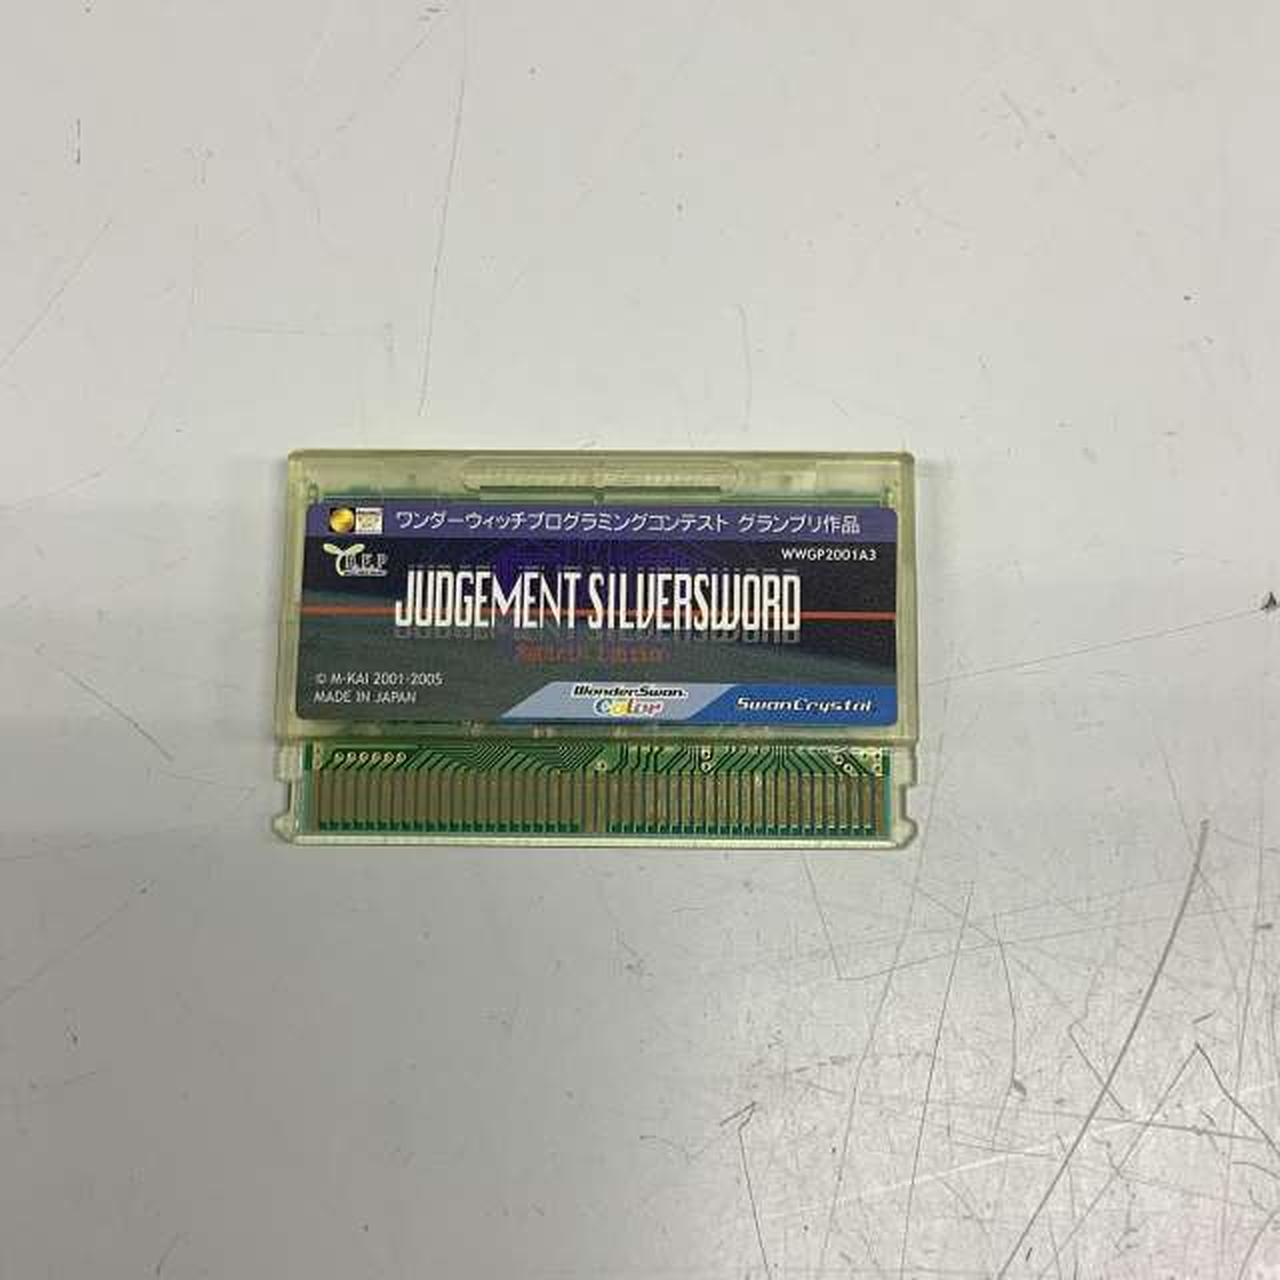 ワンダーウィッチプログラミングコンテスト グランプリ作品
WWGP2001A3
JUDGEMENT SILVERSWORD
© M-KAI 2001-2005
MADE IN JAPAN
WonderSwan
Color
SwanCrystal